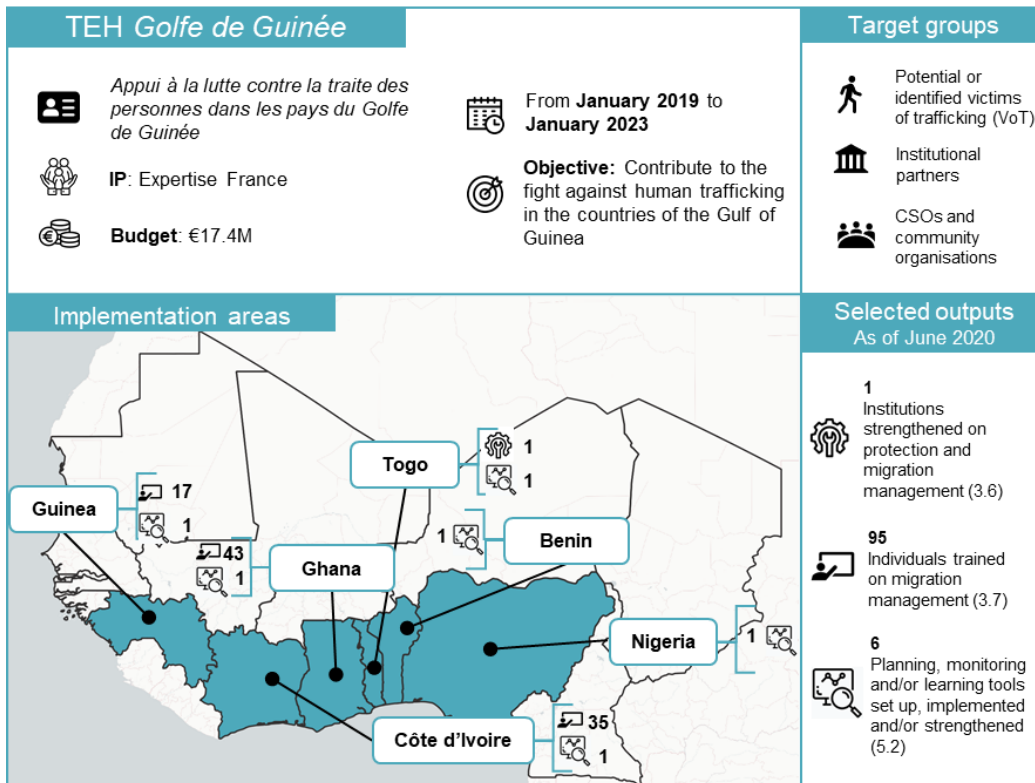 TEH Golfe de Guinée
Appui à la lutte contre la traite des
personnes dans les pays du Golfe
de Guinée
IP: Expertise France
Budget: €17.4M
From January 2019 to
January 2023
Objective: Contribute to the
fight against human trafficking
in the countries of the Gulf of
Guinea
Target groups
Potential or
identified victims
of trafficking (VoT)
Institutional
partners
CSOs and
community
organisations
Implementation areas
Togo
1
1
Guinea
17
1
Ghana
43
1
Benin
1
Nigeria
1
Côte d'Ivoire
35
1
Selected outputs
As of June 2020
1
Institutions
strengthened on
protection and
migration
management (3.6)
95
Individuals trained
on migration
management (3.7)
6
Planning, monitoring
and/or learning tools
set up, implemented
and/or strengthened
(5.2)